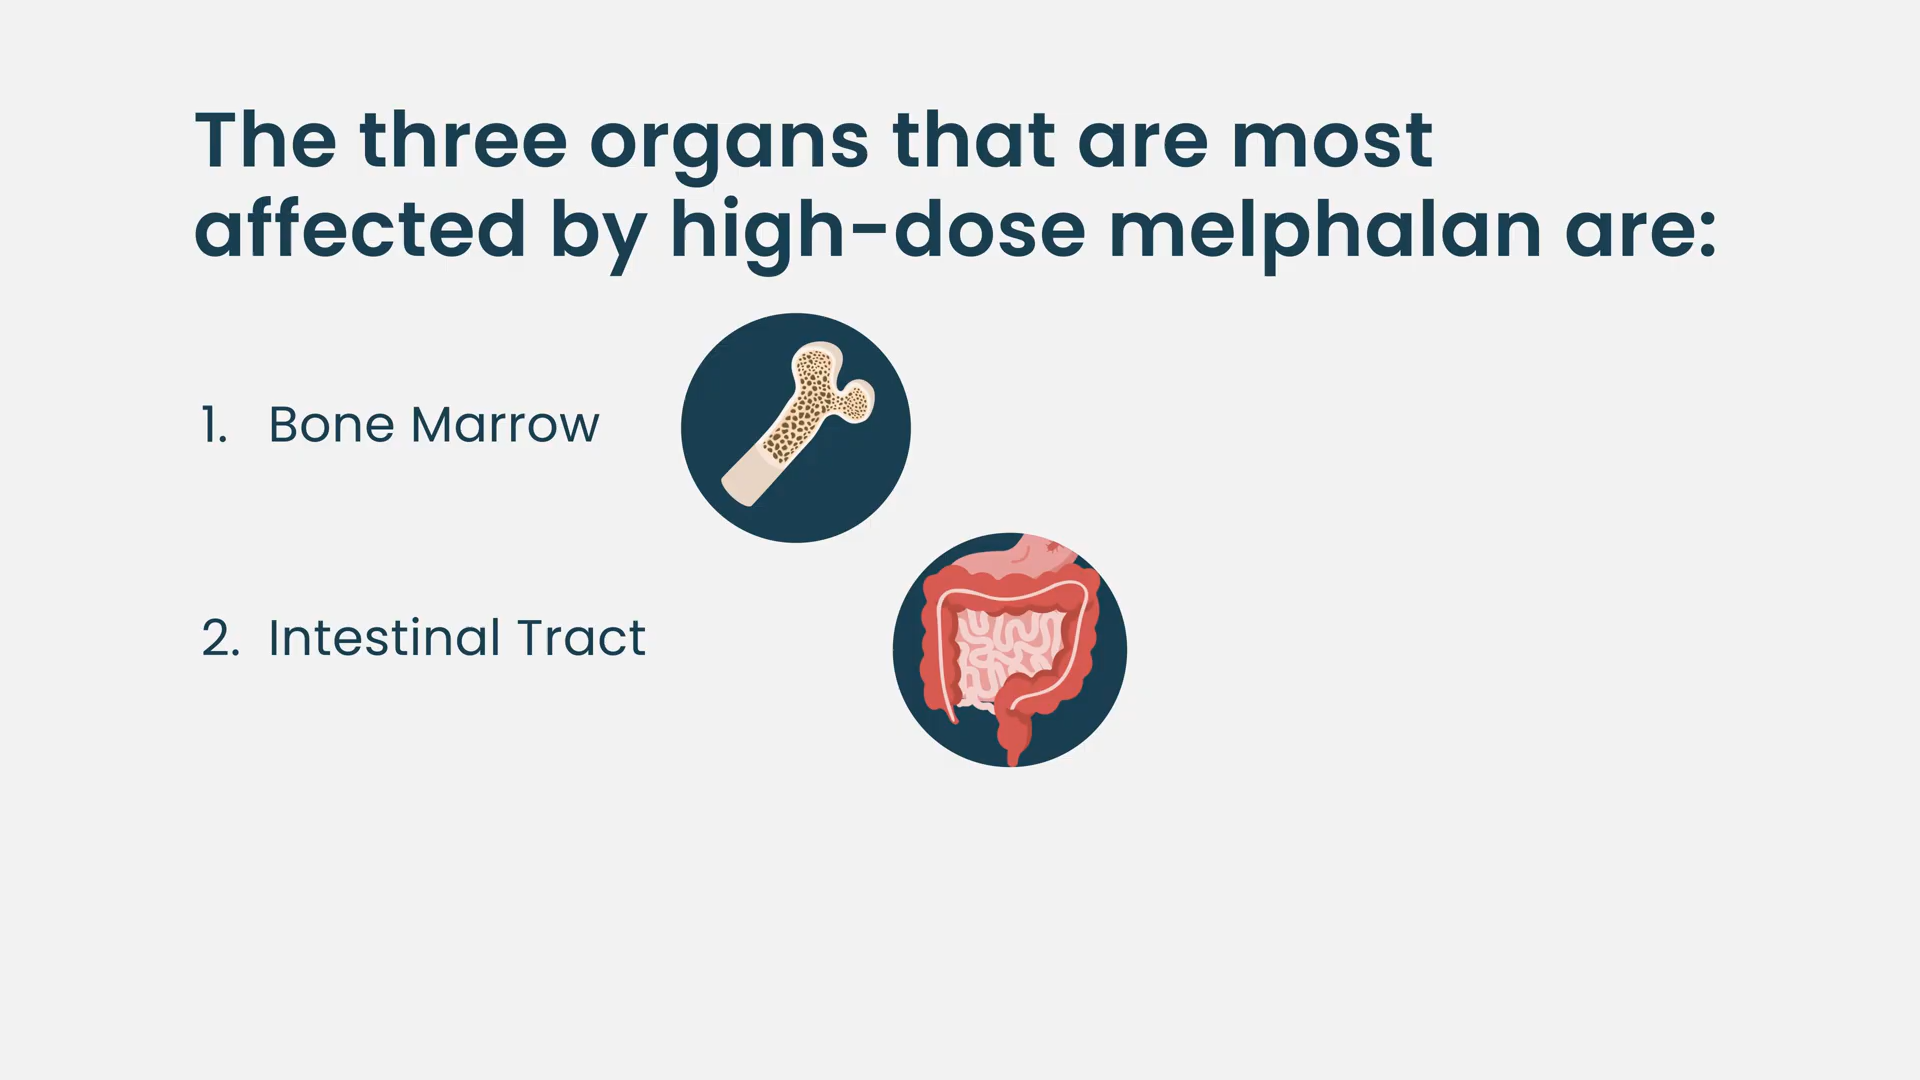 The three organs that are most
affected by high-dose melphalan are:
1. Bone Marrow
2. Intestinal Tract